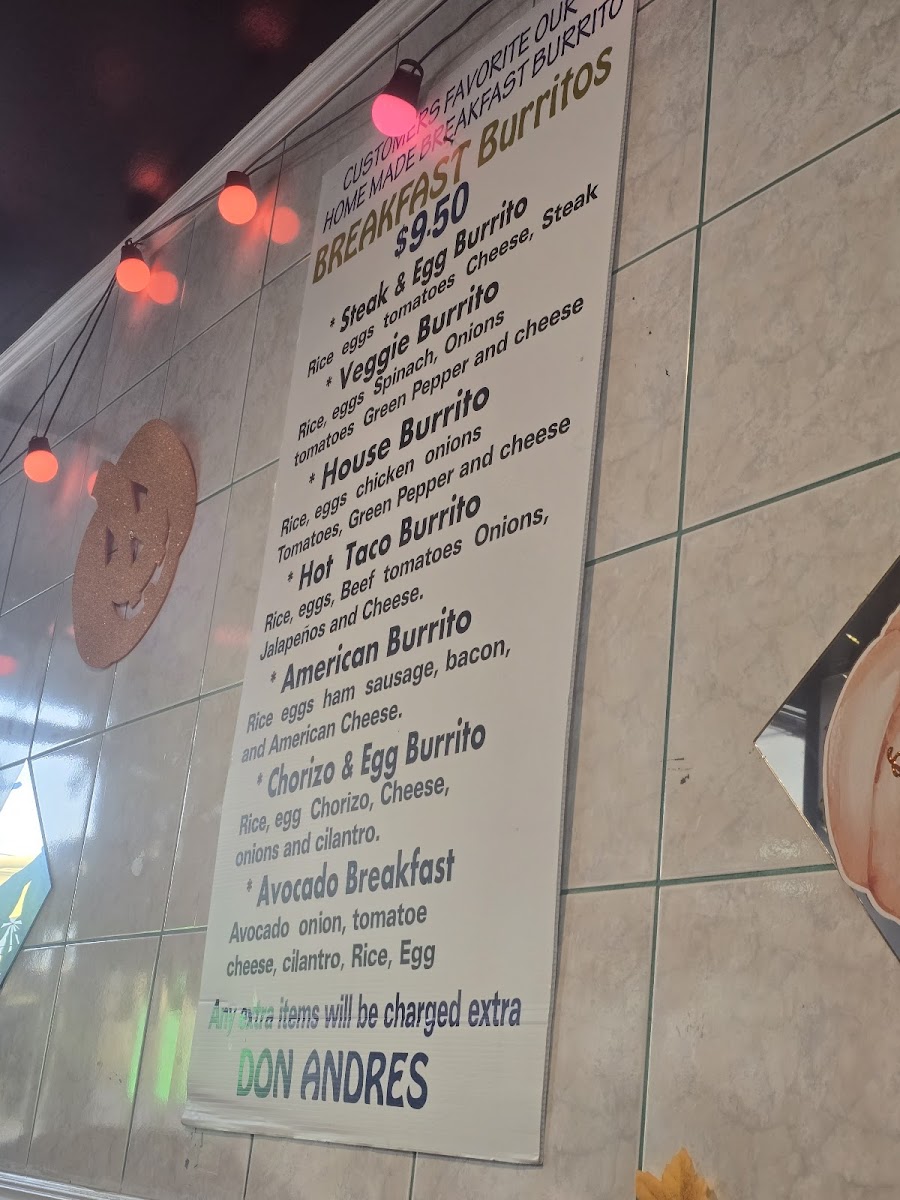 CUSTOMERS FAVORITE OUR
HOME MADE BREAKFAST BURRITO
BREAKFAST Burritos
$9.50
* Steak & Egg Burrito
Rice eggs tomatoes Cheese, Steak
* Veggie Burrito
Rice, eggs Spinach, Onions
tomatoes Green Pepper and cheese
* House Burrito
Rice, eggs chicken onions
Tomatoes, Green Pepper and cheese
* Hot Taco Burrito
Rice, eggs, Beef tomatoes Onions,
Jalapeños and Cheese.
* American Burrito
Rice eggs ham sausage, bacon,
and American Cheese.
* Chorizo & Egg Burrito
Rice, egg Chorizo, Cheese,
onions and cilantro.
* Avocado Breakfast
Avocado onion, tomatoe
cheese, cilantro, Rice, Egg
Any extra items will be charged extra
DON ANDRES